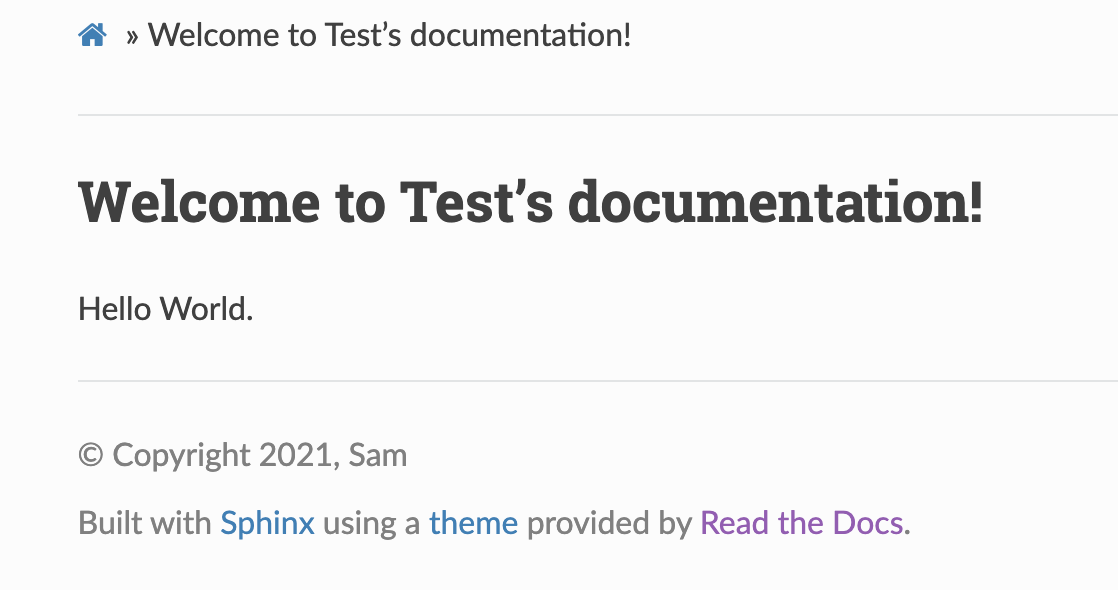 » Welcome to Test’s documentation!
Welcome to Test’s documentation!
Hello World.
© Copyright 2021, Sam
Built with Sphinx using a theme provided by Read the Docs.